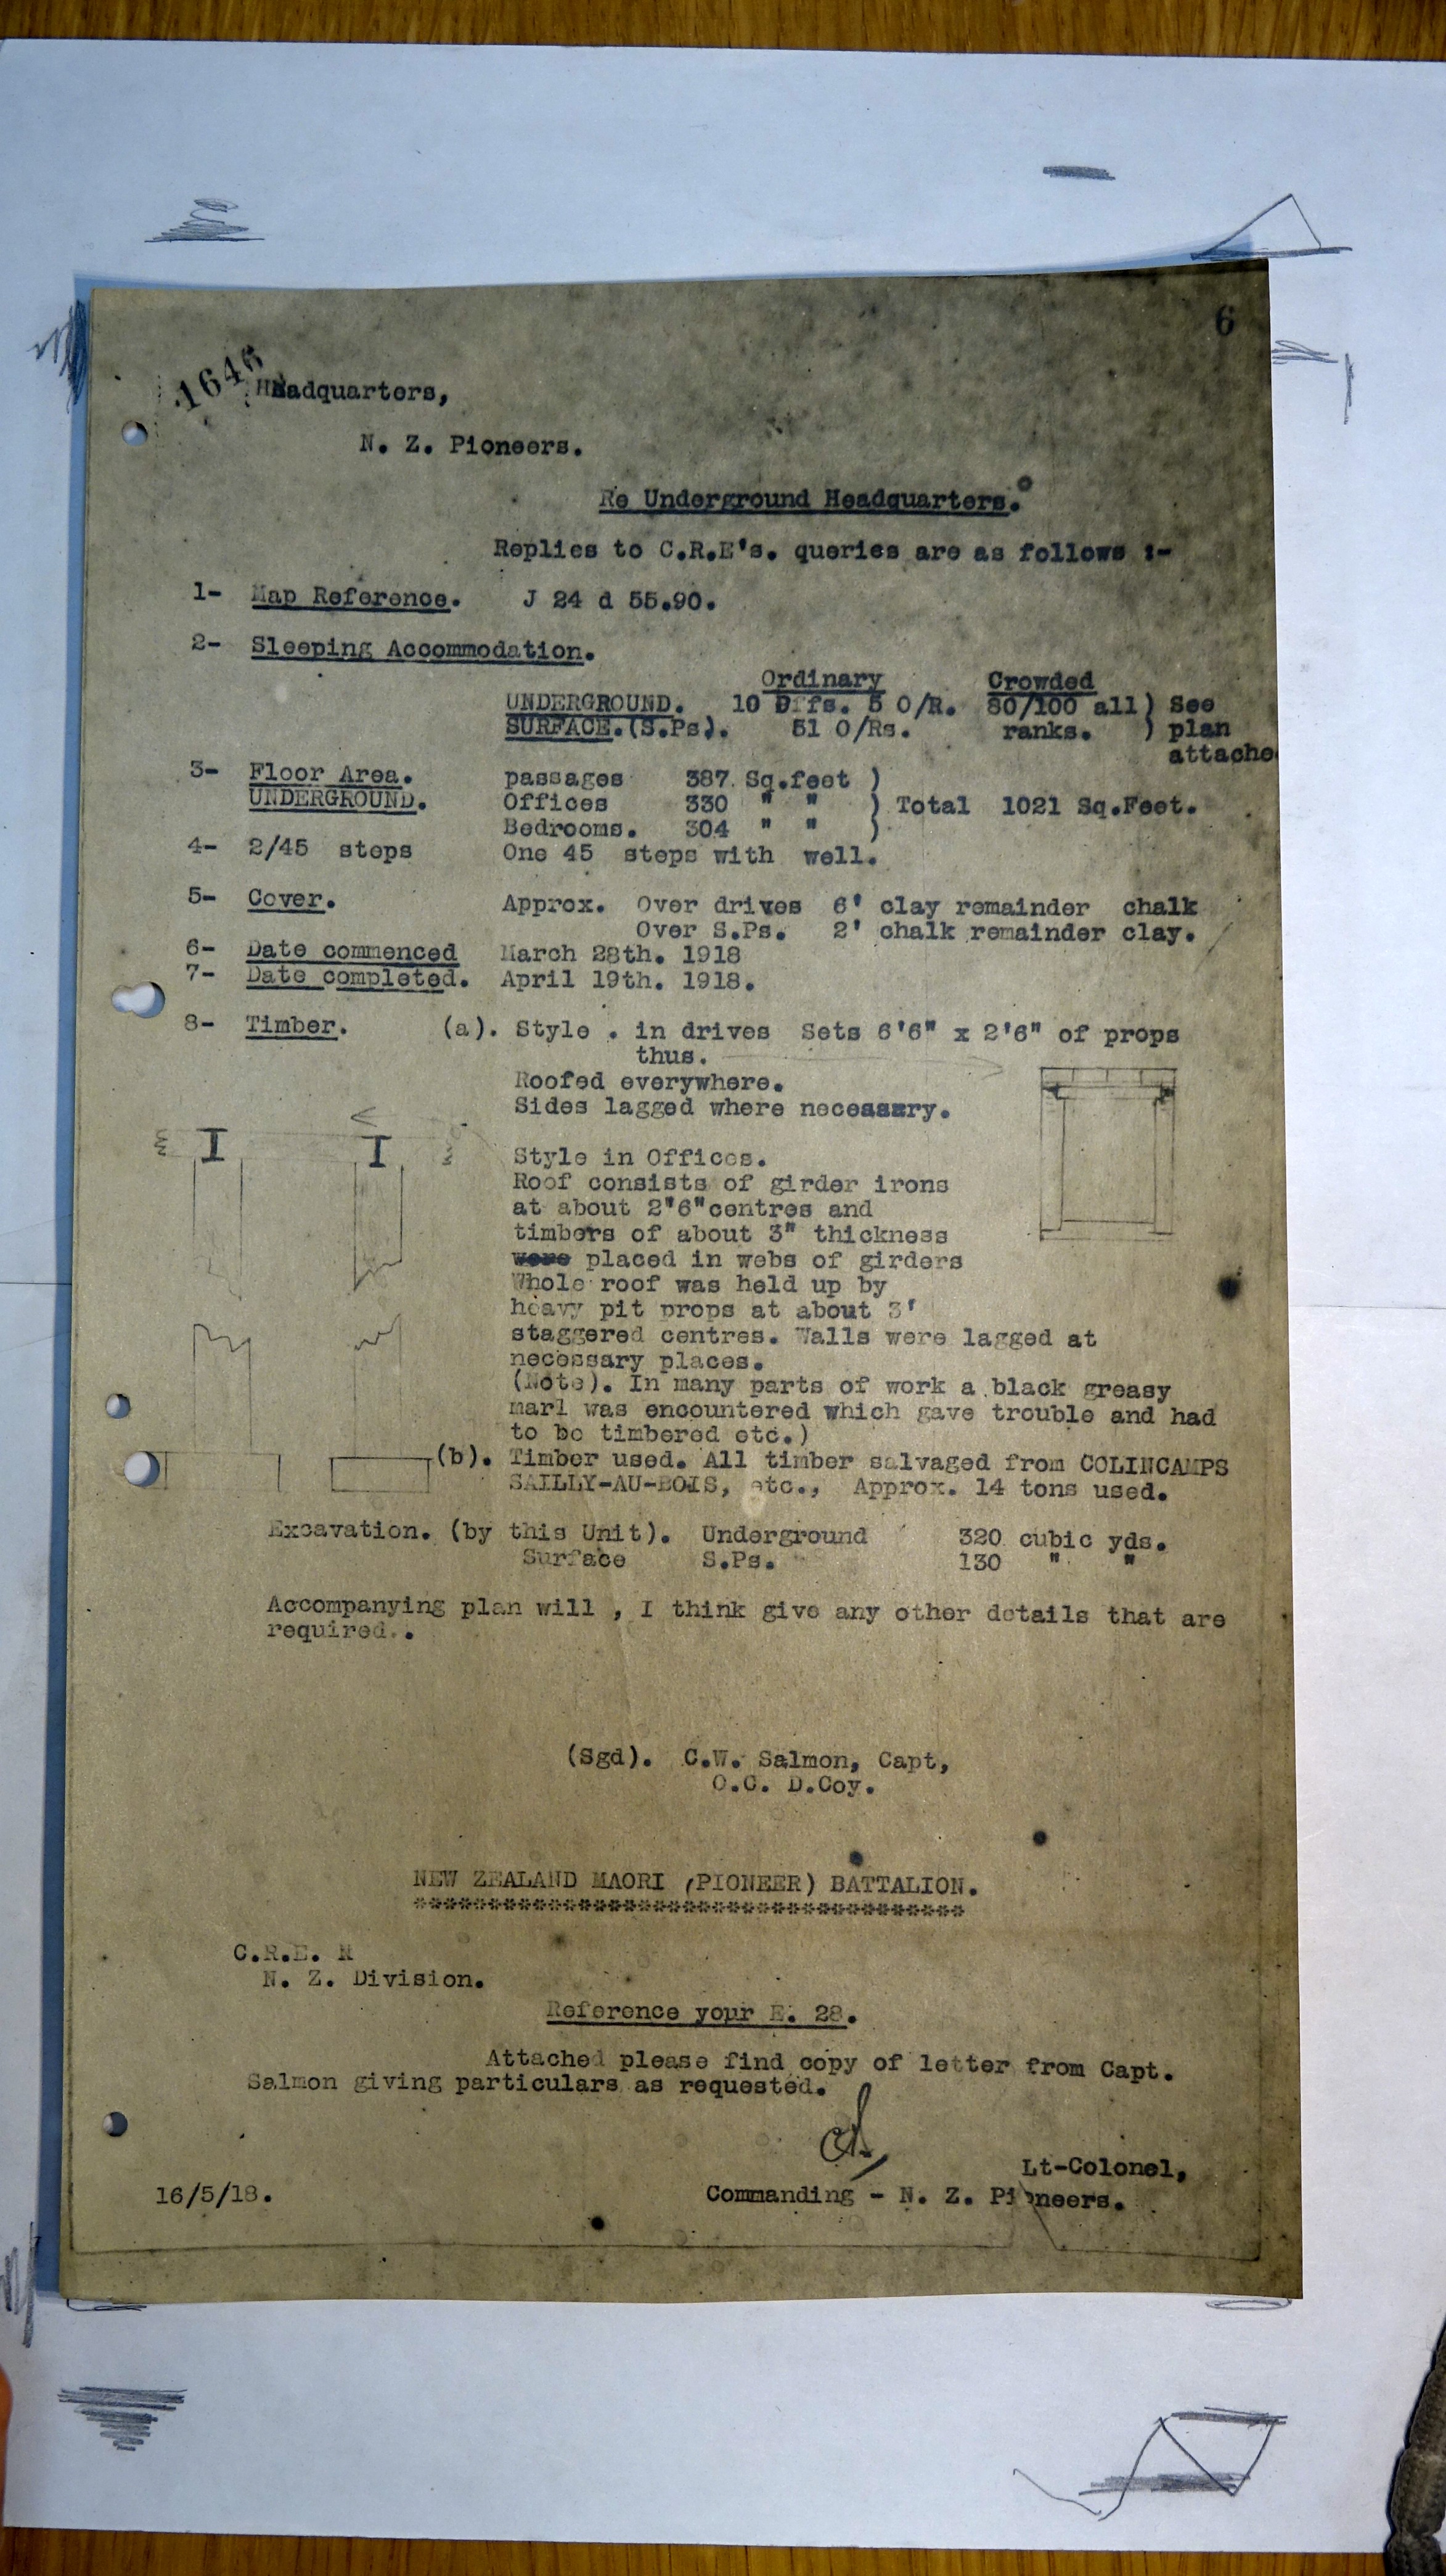 6
1646
Headquarters,
N. Z. Pioneers.
Re Underground Headquarters.
Replies to C.R.E's. queries are as follows :-
1- Map Reference. J 24 d 55.90.
2- Sleeping Accommodation.
Ordinary Crowded
UNDERGROUND. 10 Offs. 5 O/R. 80/100 all ) See
SURFACE.(S.Ps). 51 O/Rs. ranks. ) plan
attache
3- Floor Area. passages 387 Sq.feet )
UNDERGROUND. Offices 330 " " ) Total 1021 Sq.Feet.
Bedrooms. 304 " " )
4- 2/45 steps One 45 steps with well.
5- Cover. Approx. Over drives 6' clay remainder chalk
Over S.Ps. 2' chalk remainder clay.
6- Date commenced March 28th. 1918
7- Date completed. April 19th. 1918.
8- Timber. (a). Style . in drives Sets 6'6" x 2'6" of props
thus.
Roofed everywhere.
Sides lagged where necessary.
Style in Offices.
Roof consists of girder irons
at about 2"6"centres and
timbers of about 3" thickness
were placed in webs of girders
Whole roof was held up by
heavy pit props at about 3'
staggered centres. Walls were lagged at
necessary places.
(Note). In many parts of work a black greasy
marl was encountered which gave trouble and had
to be timbered etc.)
(b). Timber used. All timber salvaged from COLINCAMPS
SAILLY-AU-BOIS, etc., Approx. 14 tons used.
Excavation. (by this Unit). Underground 320 cubic yds.
Surface S.Ps. 130 " "
Accompanying plan will , I think give any other details that are
required..
(Sgd). C.W. Salmon, Capt,
O.C. D.Coy.
NEW ZEALAND MAORI (PIONEER) BATTALION.
*************************************
C.R.E. N
N. Z. Division.
Reference your E. 28.
Attached please find copy of letter from Capt.
Salmon giving particulars as requested.
Lt-Colonel,
16/5/18. Commanding - N. Z. Pioneers.